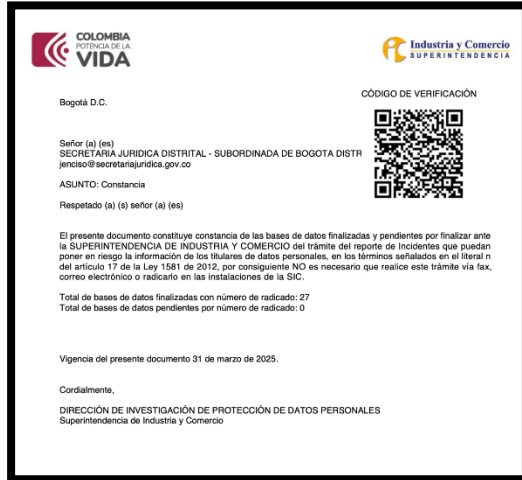 COLOMBIA
POTENCIA DE LA
VIDA
Industria y Comercio
SUPERINTENDENCIA
CÓDIGO DE VERIFICACIÓN
Bogotá D.C.
Señor (a) (es)
SECRETARIA JURIDICA DISTRITAL - SUBORDINADA DE BOGOTA DISTR
jenciso@secretariajuridica.gov.co
ASUNTO: Constancia
Respetado (a) (s) señor (a) (es)
El presente documento constituye constancia de las bases de datos finalizadas y pendientes por finalizar ante
la SUPERINTENDENCIA DE INDUSTRIA Y COMERCIO del trámite del reporte de Incidentes que puedan
poner en riesgo la información de los titulares de datos personales, en los términos señalados en el literal n
del artículo 17 de la Ley 1581 de 2012, por consiguiente NO es necesario que realice este trámite vía fax,
correo electrónico o radicarlo en las instalaciones de la SIC.
Total de bases de datos finalizadas con número de radicado: 27
Total de bases de datos pendientes por número de radicado: 0
Vigencia del presente documento 31 de marzo de 2025.
Cordialmente,
DIRECCIÓN DE INVESTIGACIÓN DE PROTECCIÓN DE DATOS PERSONALES
Superintendencia de Industria y Comercio